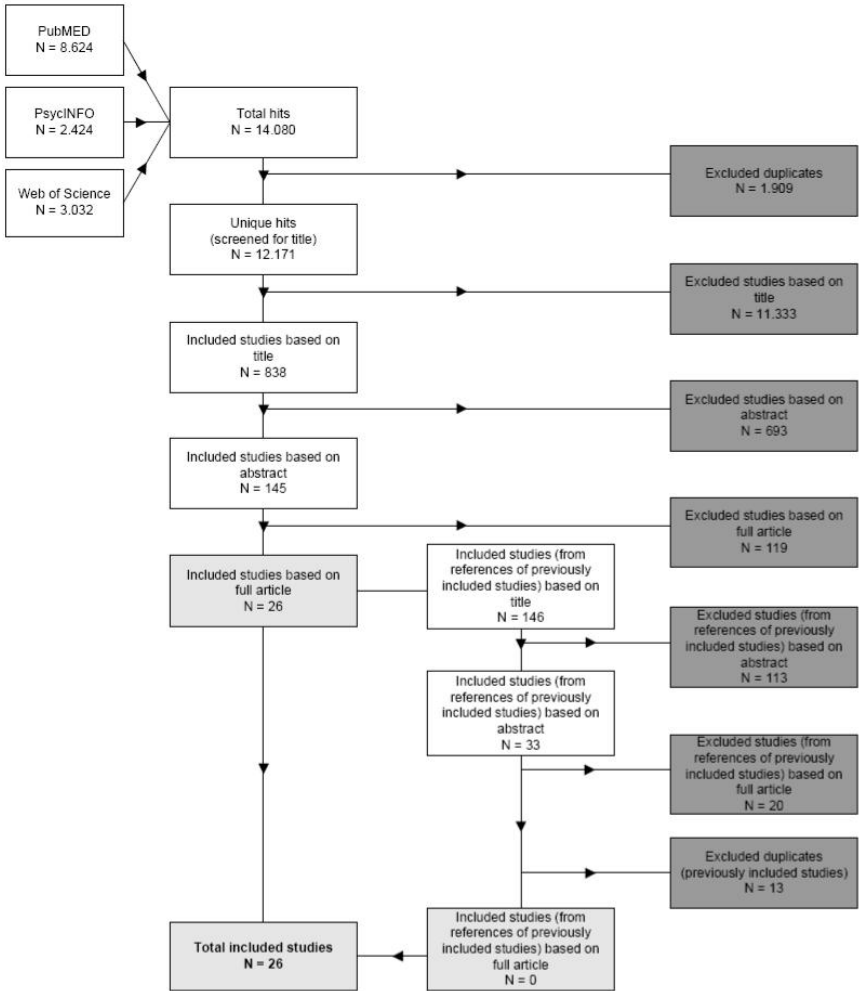 PubMED
N = 8.624
PsycINFO
N = 2.424
Web of Science
N = 3.032
Total hits
N = 14.080
Excluded duplicates
N = 1.909
Unique hits
(screened for title)
N = 12.171
Excluded studies based on
title
N = 11.333
Included studies based on
title
N = 838
Excluded studies based on
abstract
N = 693
Included studies based on
abstract
N = 145
Excluded studies based on
full article
N = 119
Included studies based on
full article
N = 26
Included studies (from
references of previously
included studies) based on
title
N = 146
Excluded studies (from
references of previously
included studies) based on
abstract
N = 113
Included studies (from
references of previously
included studies) based on
abstract
N = 33
Excluded studies (from
references of previously
included studies) based on
full article
N = 20
Excluded duplicates
(previously included studies)
N = 13
Included studies (from
references of previously
included studies) based on
full article
N = 0
Total included studies
N = 26